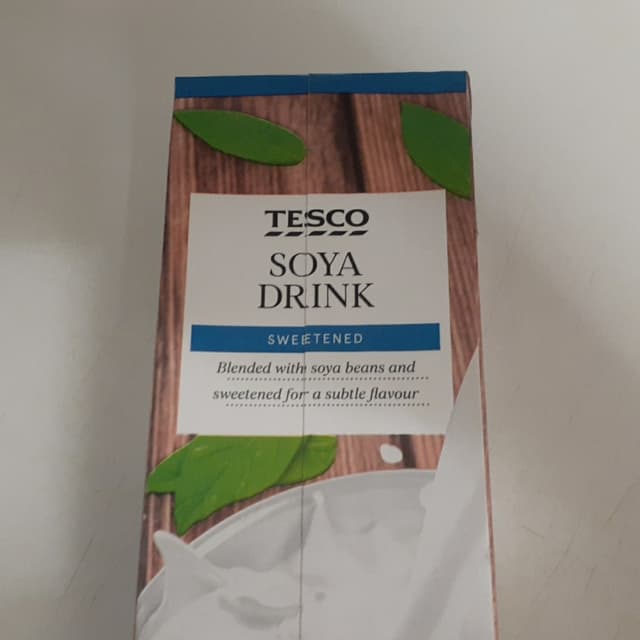 TESCO
SOYA
DRINK
SWEETENED
Blended with soya beans and
sweetened for a subtle flavour